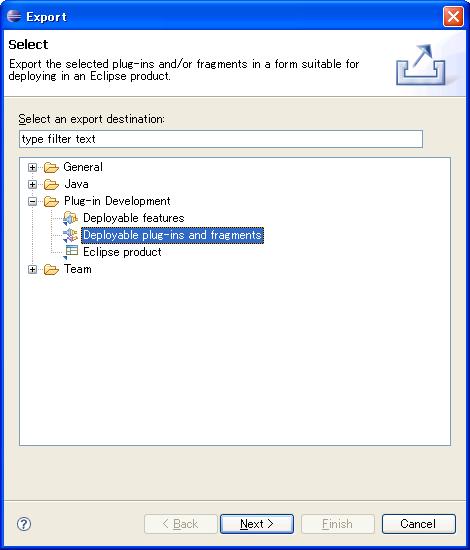 Export
Select
Export the selected plug-ins and/or fragments in a form suitable for
deploying in an Eclipse product.
Select an export destination:
type filter text
General
Java
Plug-in Development
Deployable features
Deployable plug-ins and fragments
Eclipse product
Team
? < Back Next > Finish Cancel